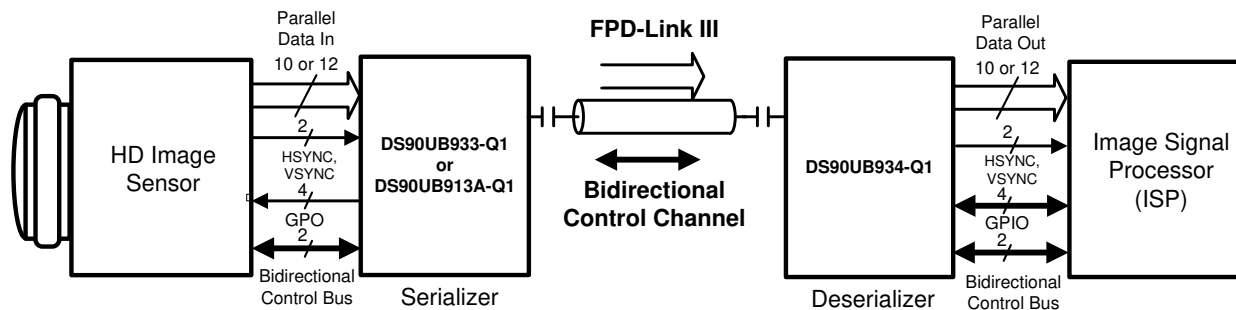 Parallel
Data In
10 or 12
2
HSYNC,
VSYNC
4
GPO
2
Bidirectional
Control Bus
HD Image
Sensor
DS90UB933-Q1
or
DS90UB913A-Q1
Serializer
FPD-Link III
Bidirectional
Control Channel
DS90UB934-Q1
Deserializer
Parallel
Data Out
10 or 12
2
HSYNC,
VSYNC
4
GPIO
2
Bidirectional
Control Bus
Image Signal
Processor
(ISP)